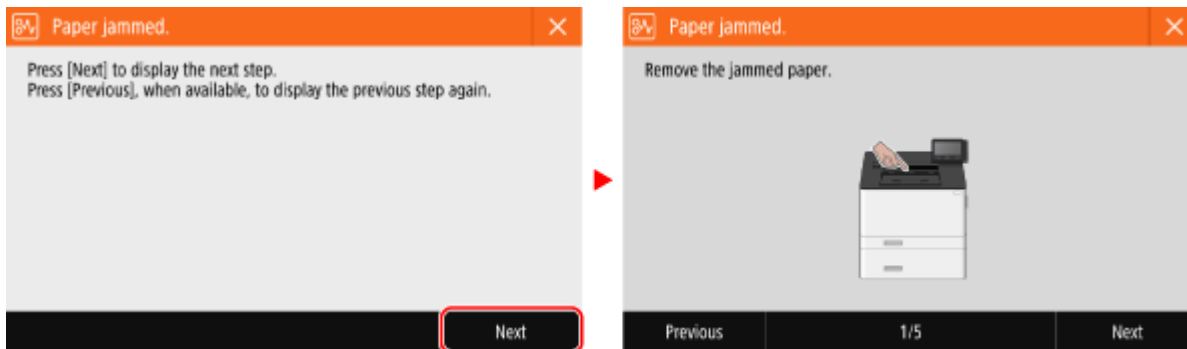 Paper jammed.
Press [Next] to display the next step.
Press [Previous], when available, to display the previous step again.
Next
Paper jammed.
Remove the jammed paper.
Previous 1/5 Next